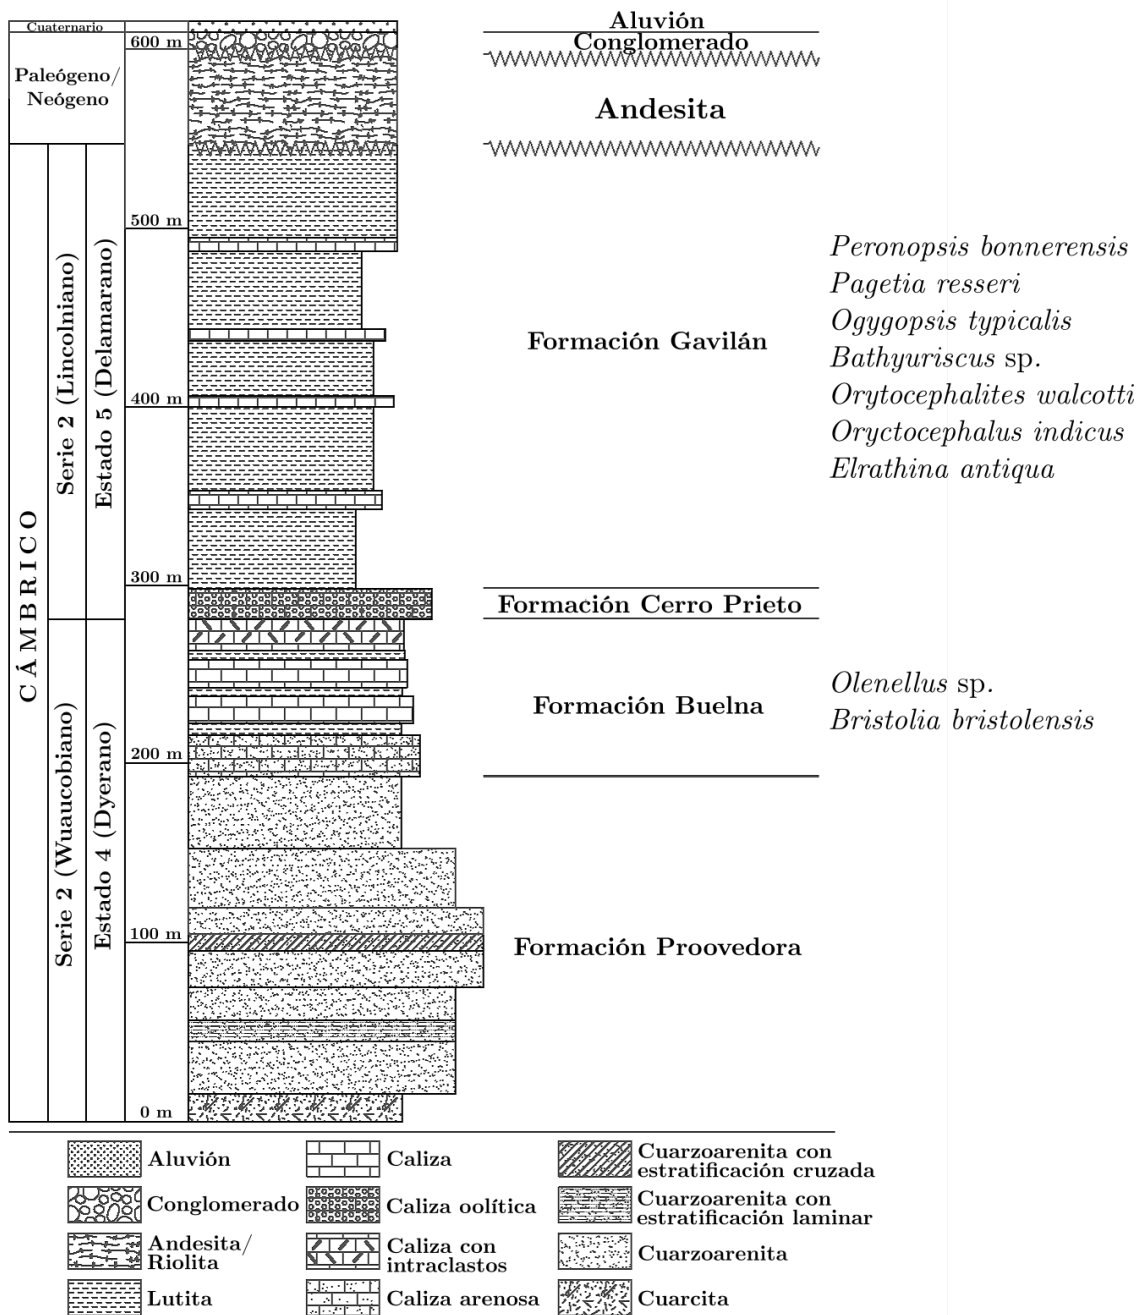 Cuaternario
Paleógeno/
Neógeno
CÁMBRICO
Serie 2 (Lincolniano)
Estado 5 (Delamarano)
Serie 2 (Wuaucobiano)
Estado 4 (Dyerano)
600 m
500 m
400 m
300 m
200 m
100 m
0 m
Aluvión
Conglomerado
Andesita
Formación Gavilán
Formación Cerro Prieto
Formación Buelna
Formación Proovedora
Peronopsis bonnerensis
Pagetia resseri
Ogygopsis typicalis
Bathyuriscus sp.
Orytocephalites walcotti
Oryctocephalus indicus
Elrathina antiqua
Olenellus sp.
Bristolia bristolensis
Aluvión
Conglomerado
Andesita/
Riolita
Lutita
Caliza
Caliza oolítica
Caliza con
intraclastos
Caliza arenosa
Cuarzoarenita con
estratificación cruzada
Cuarzoarenita con
estratificación laminar
Cuarzoarenita
Cuarcita